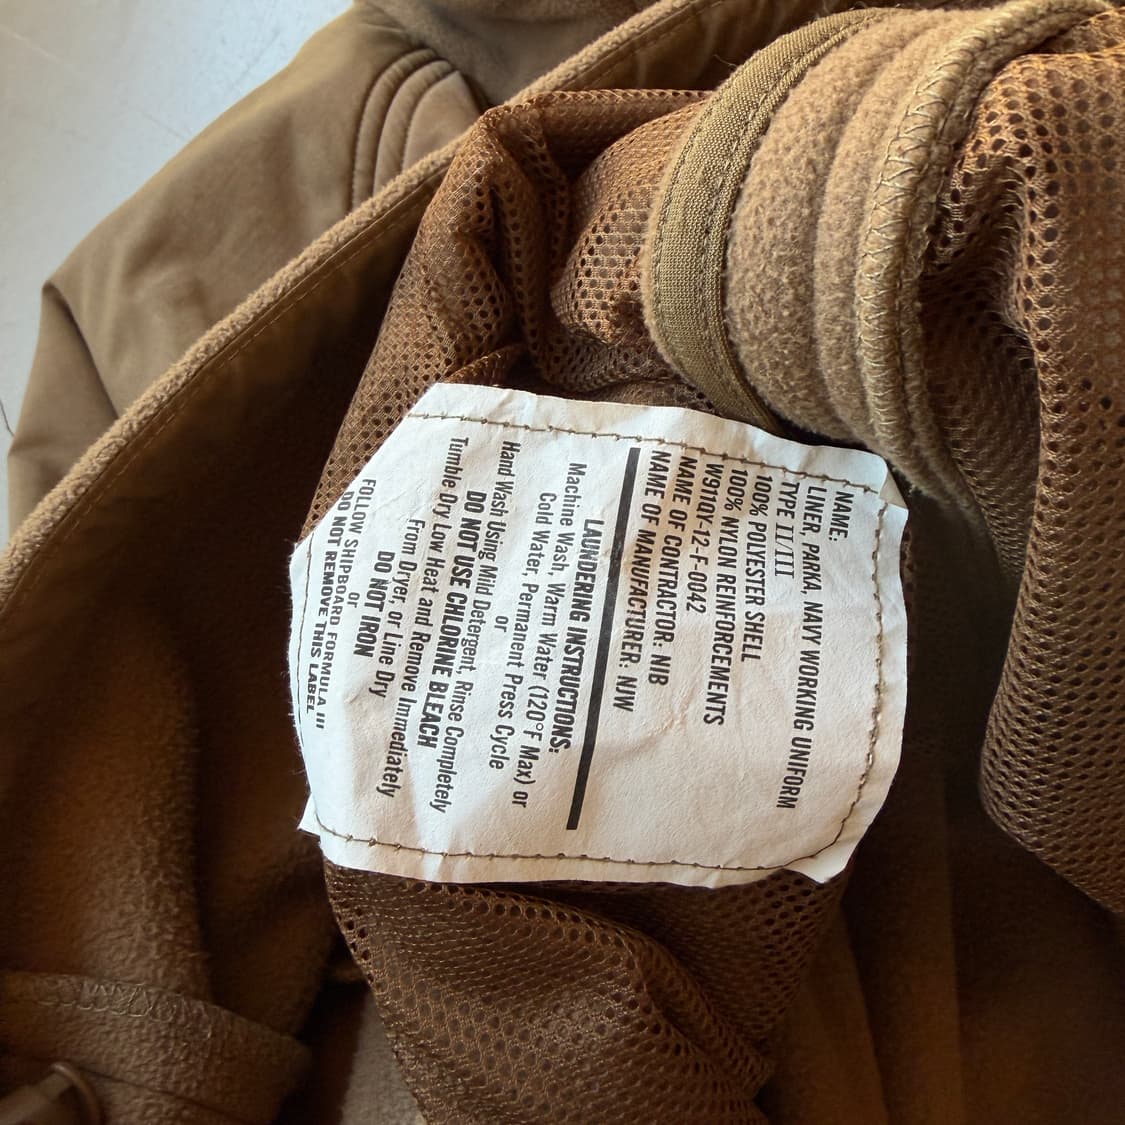 NAME:
LINER, PARKA, NAVY WORKING UNIFORM
TYPE II/III
100% POLYESTER SHELL
100% NYLON REINFORCEMENTS
W911QY-12-F-0042
NAME OF CONTRACTOR: NIB
NAME OF MANUFACTURER: NJW
LAUNDERING INSTRUCTIONS:
Machine Wash, Warm Water (120°F Max) or
Cold Water, Permanent Press Cycle
or
Hand Wash Using Mild Detergent, Rinse Completely
DO NOT USE CHLORINE BLEACH
Tumble Dry Low Heat and Remove Immediately
From Dryer, or Line Dry
DO NOT IRON
or
FOLLOW SHIPBOARD FORMULA III
DO NOT REMOVE THIS LABEL